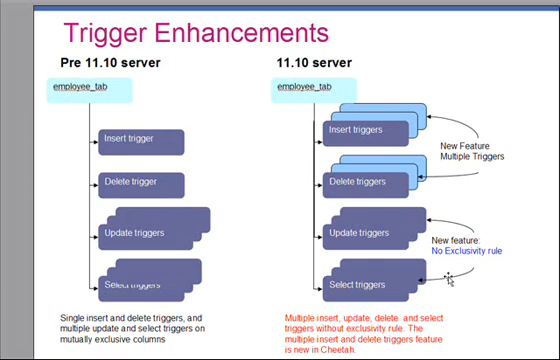 Trigger Enhancements
Pre 11.10 server
employee_tab
Insert trigger
Delete trigger
Update triggers
Select triggers
Single insert and delete triggers, and
multiple update and select triggers on
mutually exclusive columns
11.10 server
employee_tab
Insert triggers
Delete triggers
Update triggers
Select triggers
New Feature
Multiple Triggers
New feature:
No Exclusivity rule
Multiple insert, update, delete and select
triggers without exclusivity rule. The
multiple insert and delete triggers feature
is new in Cheetah.